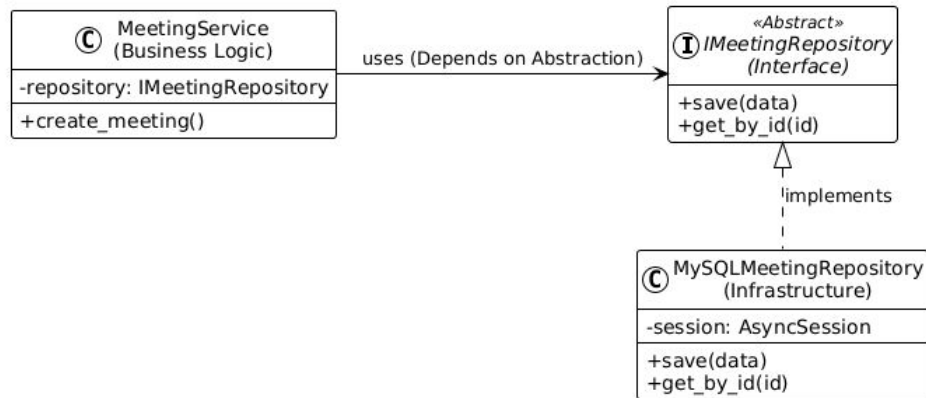 C MeetingService
(Business Logic)
-repository: IMeetingRepository
+create_meeting()
uses (Depends on Abstraction)
«Abstract»
I IMeetingRepository
(Interface)
+save(data)
+get_by_id(id)
implements
C MySQLMeetingRepository
(Infrastructure)
-session: AsyncSession
+save(data)
+get_by_id(id)